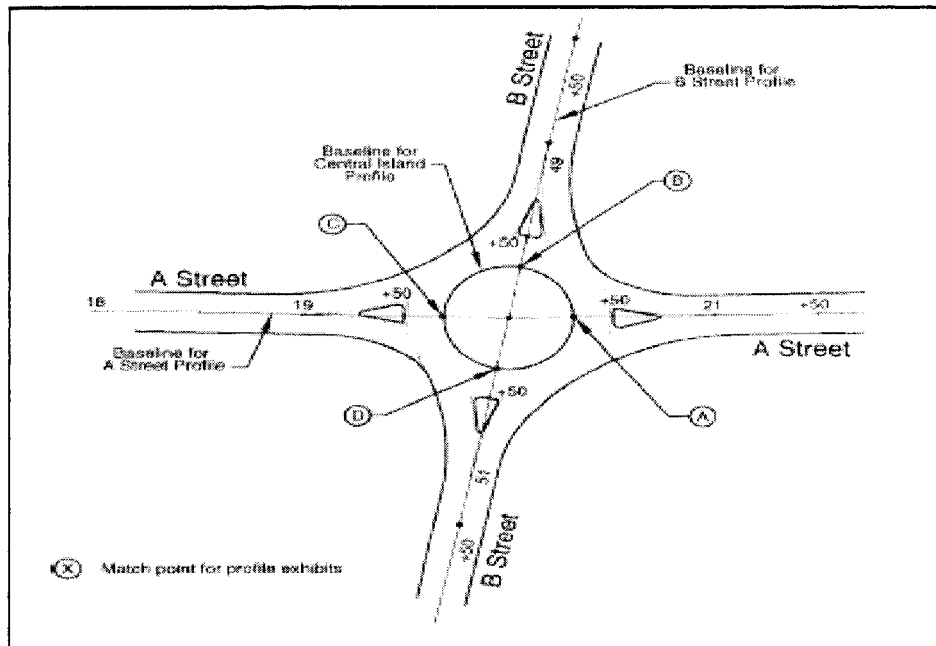 B Street
+50
Baseline for
B Street Profile
Baseline for
Central Island
Profile
49
B
C
+50
A Street
18
19
+50
+50
21
+50
Baseline for
A Street Profile
A Street
D
+50
A
51
B Street
+50
X Match point for profile exhibits